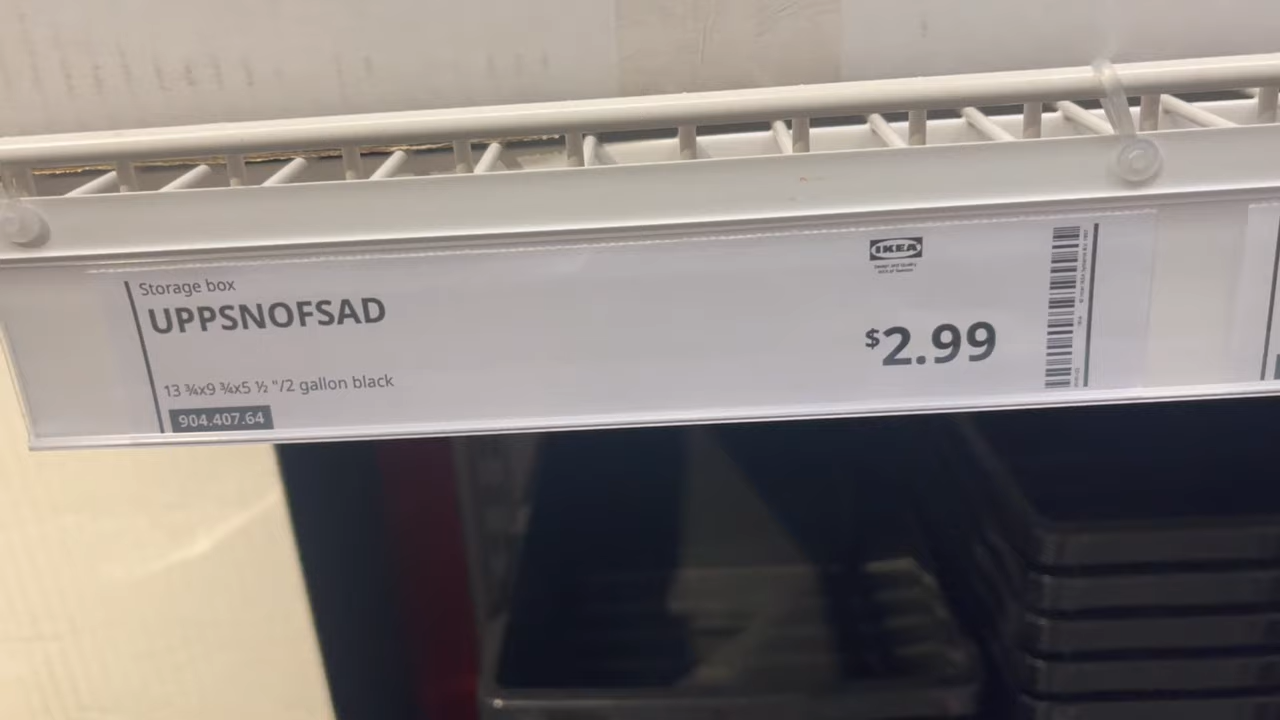 Storage box
UPPSNOFSAD
13 ¾x9 ¾x5 ½ "/2 gallon black
904.407.64
IKEA
$2.99